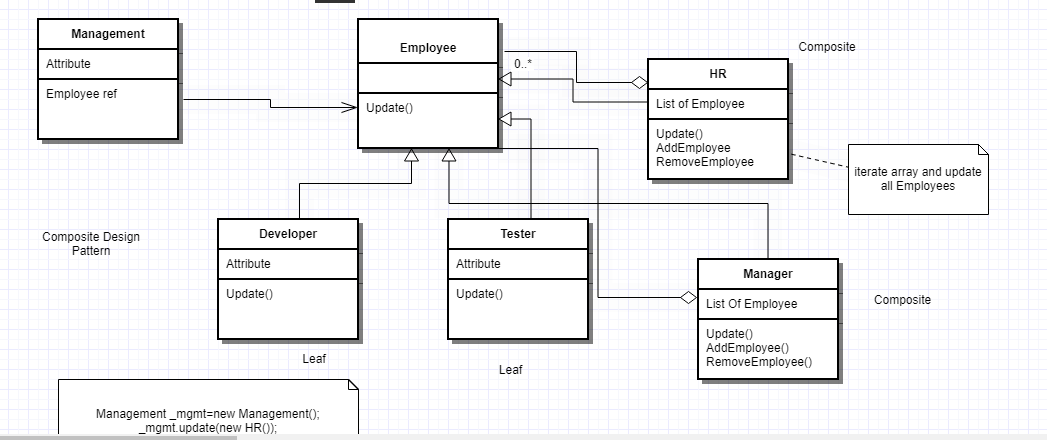 Management
Attribute
Employee ref
Employee
Update()
0..*
HR
List of Employee
Update()
AddEmployee
RemoveEmployee
Composite
iterate array and update
all Employees
Composite Design
Pattern
Developer
Attribute
Update()
Leaf
Tester
Attribute
Update()
Leaf
Manager
List Of Employee
Update()
AddEmployee()
RemoveEmployee()
Composite
Management _mgmt=new Management();
_mgmt.update(new HR());